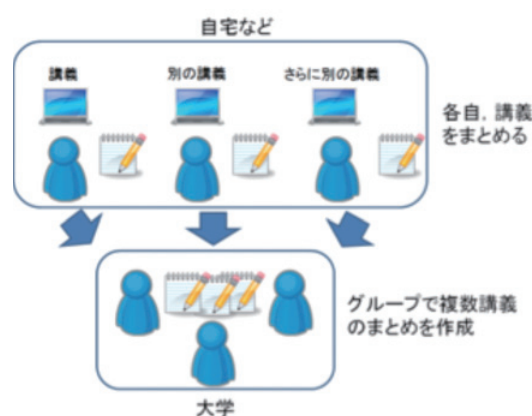 自宅など
講義
別の講義
さらに別の講義
各自，講義
をまとめる
グループで複数講義
のまとめを作成
大学